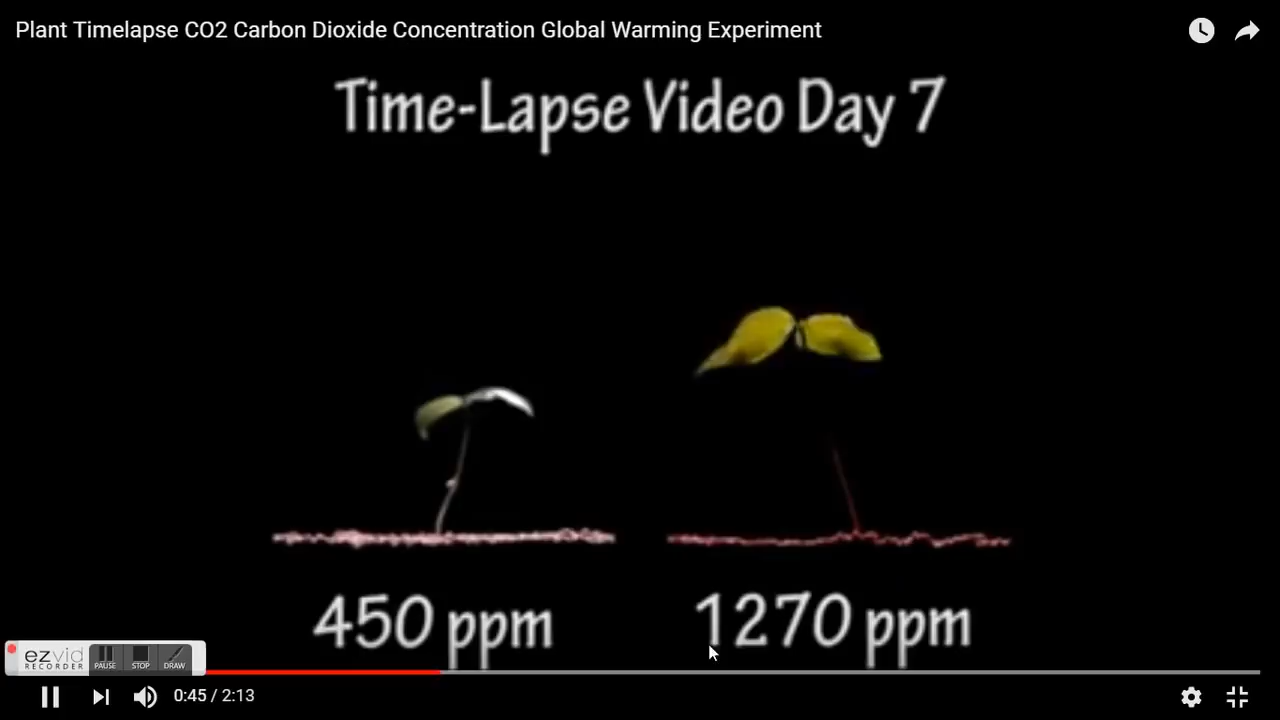 Plant Timelapse CO2 Carbon Dioxide Concentration Global Warming Experiment
Time-Lapse Video Day 7
450 ppm
1270 ppm
ezvid
RECORDER
PAUSE
STOP
DRAW
0:45 / 2:13